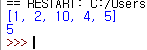 == RESTART: C:/Users
[1, 2, 10, 4, 5]
5
>>>